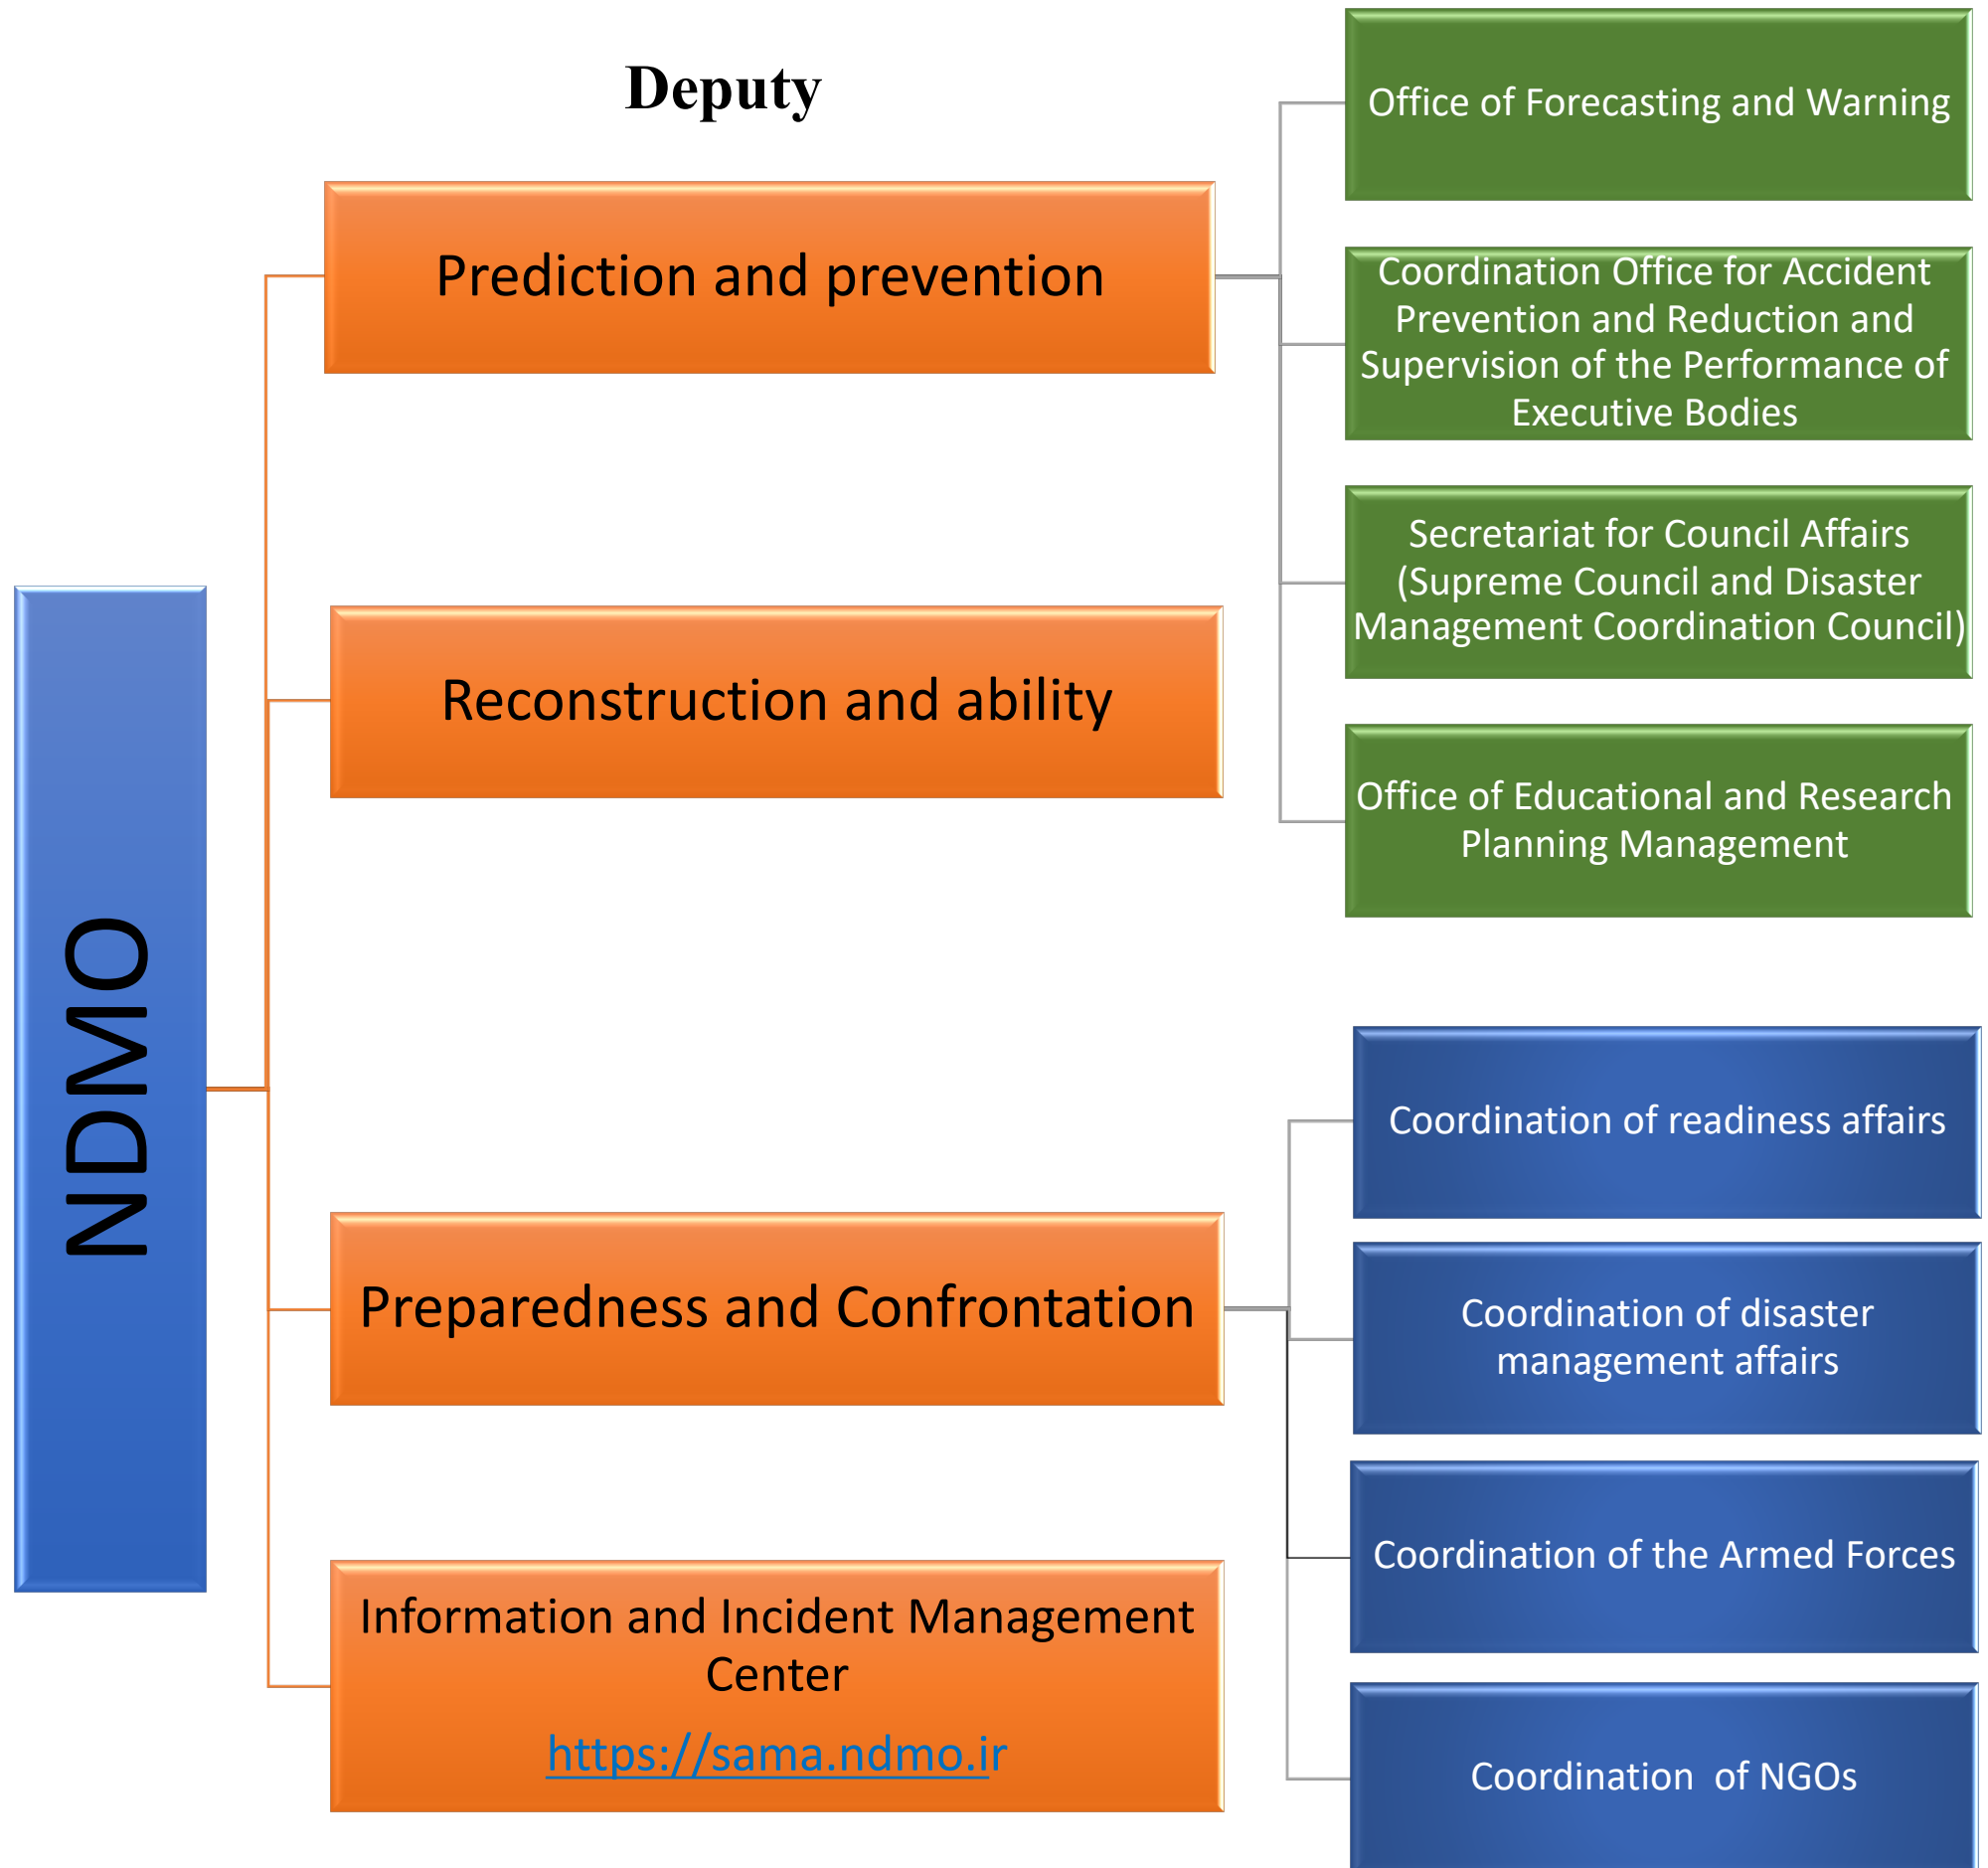 Deputy
NDMO
Prediction and prevention
Office of Forecasting and Warning
Coordination Office for Accident
Prevention and Reduction and
Supervision of the Performance of
Executive Bodies
Secretariat for Council Affairs
(Supreme Council and Disaster
Management Coordination Council)
Office of Educational and Research
Planning Management
Reconstruction and ability
Preparedness and Confrontation
Coordination of readiness affairs
Coordination of disaster
management affairs
Coordination of the Armed Forces
Coordination  of NGOs
Information and Incident Management
Center
https://sama.ndmo.ir